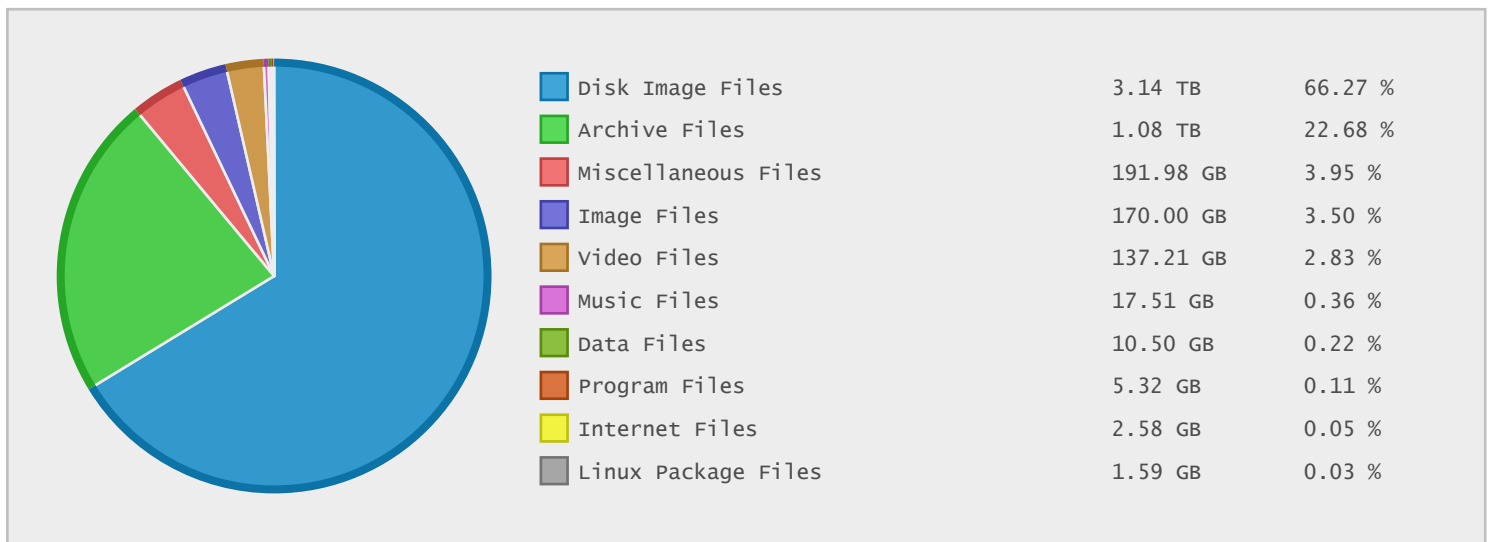 Disk Image Files 3.14 TB 66.27 %
Archive Files 1.08 TB 22.68 %
Miscellaneous Files 191.98 GB 3.95 %
Image Files 170.00 GB 3.50 %
Video Files 137.21 GB 2.83 %
Music Files 17.51 GB 0.36 %
Data Files 10.50 GB 0.22 %
Program Files 5.32 GB 0.11 %
Internet Files 2.58 GB 0.05 %
Linux Package Files 1.59 GB 0.03 %